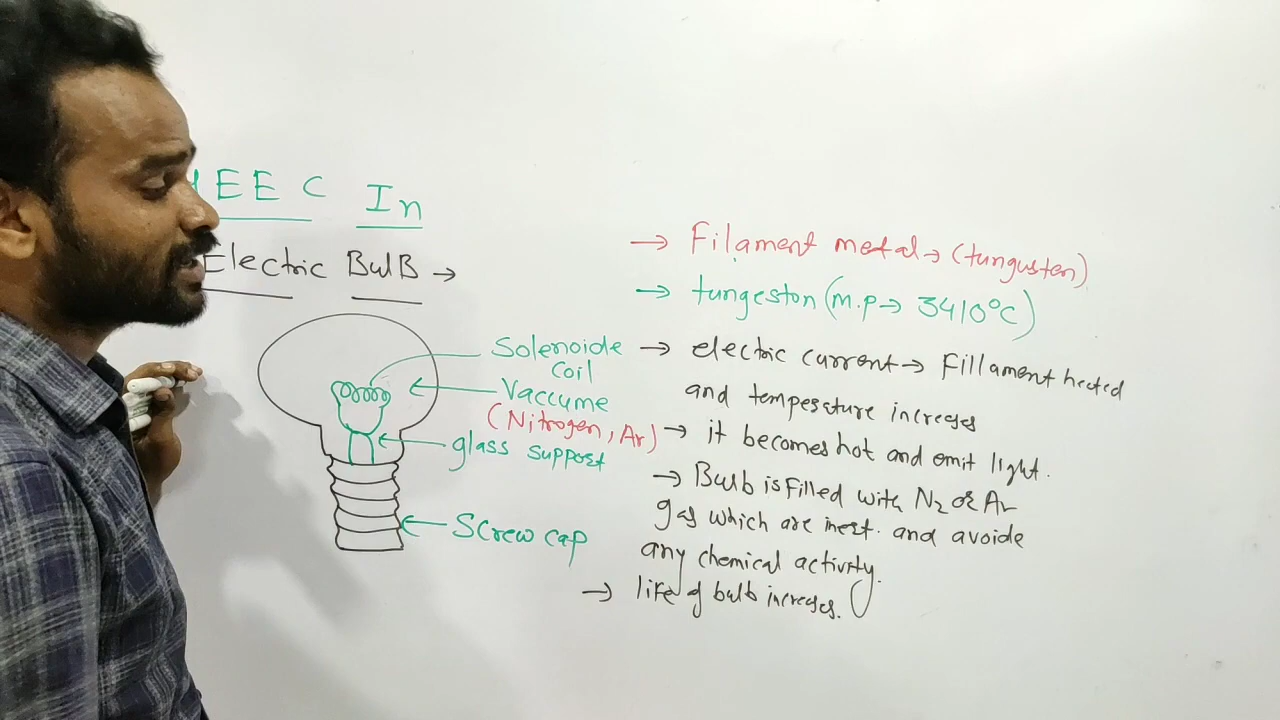 HEEC In
Electric Bulb →
Solenoide
coil
Vaccume
(Nitrogen, Ar)
glass support
Screw cap
→ Filament metal → (tungusten)
→ tungeston (m.p → 3410°C)
→ electric current → Fillament heated
and temperature increases
→ it becomes hot and emit light.
→ Bulb is filled with N2 or Ar
gas which are inert. and avoide
any chemical activity.
→ life of bulb increases.